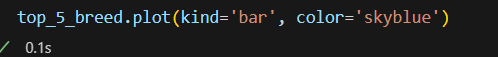 top_5_breed.plot(kind='bar', color='skyblue')
✓ 0.1s